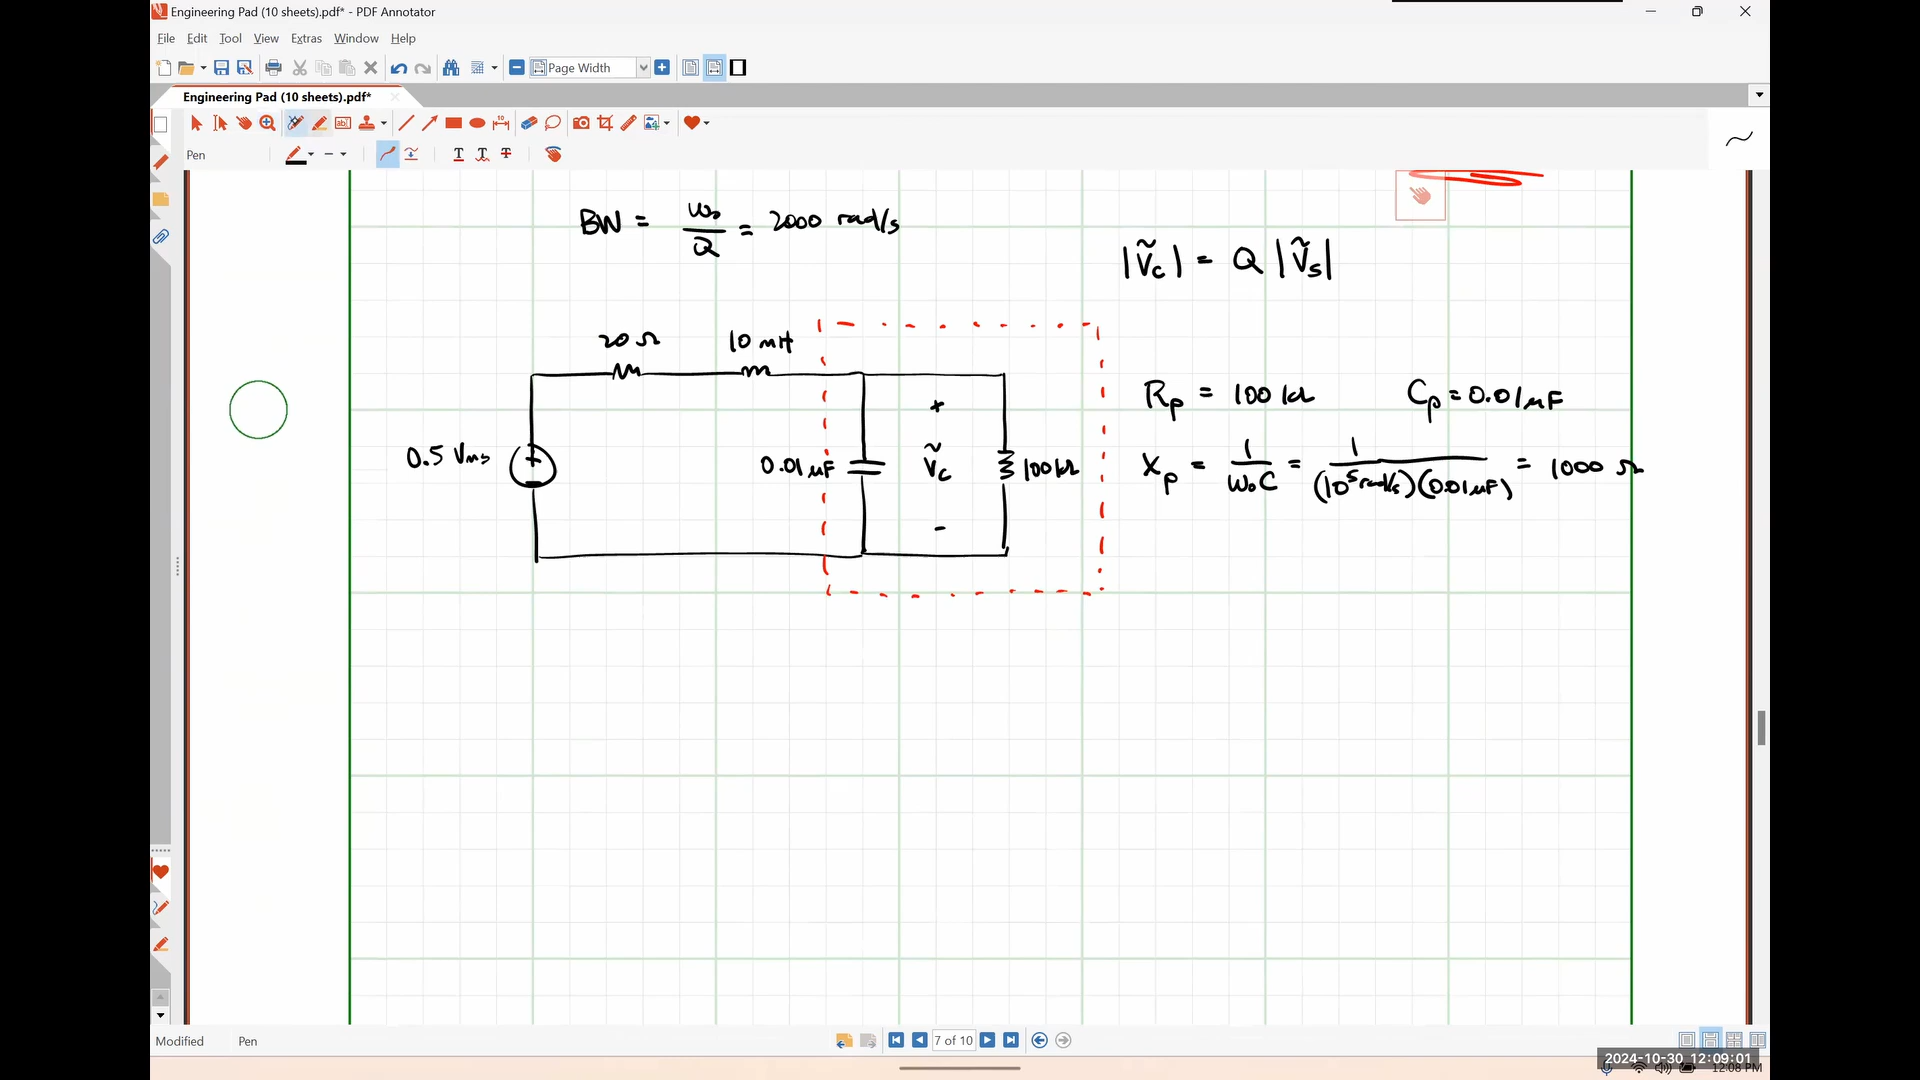 Engineering Pad (10 sheets).pdf* - PDF Annotator
File Edit Tool View Extras Window Help
Page Width
Engineering Pad (10 sheets).pdf*
Pen
BW = ω₀/Q = 2000 rad/s
|Ṽc| = Q |Ṽs|
20 Ω 10 mH
Rp = 100 kΩ Cp = 0.01 μF
0.5 Vrms 0.01 μF + Ṽc - 100 kΩ
Xp = 1/(ω₀C) = 1/((10⁵ rad/s)(0.01 μF)) = 1000 Ω
Modified Pen 7 of 10
2024-10-30 12:09:01
12:08 PM